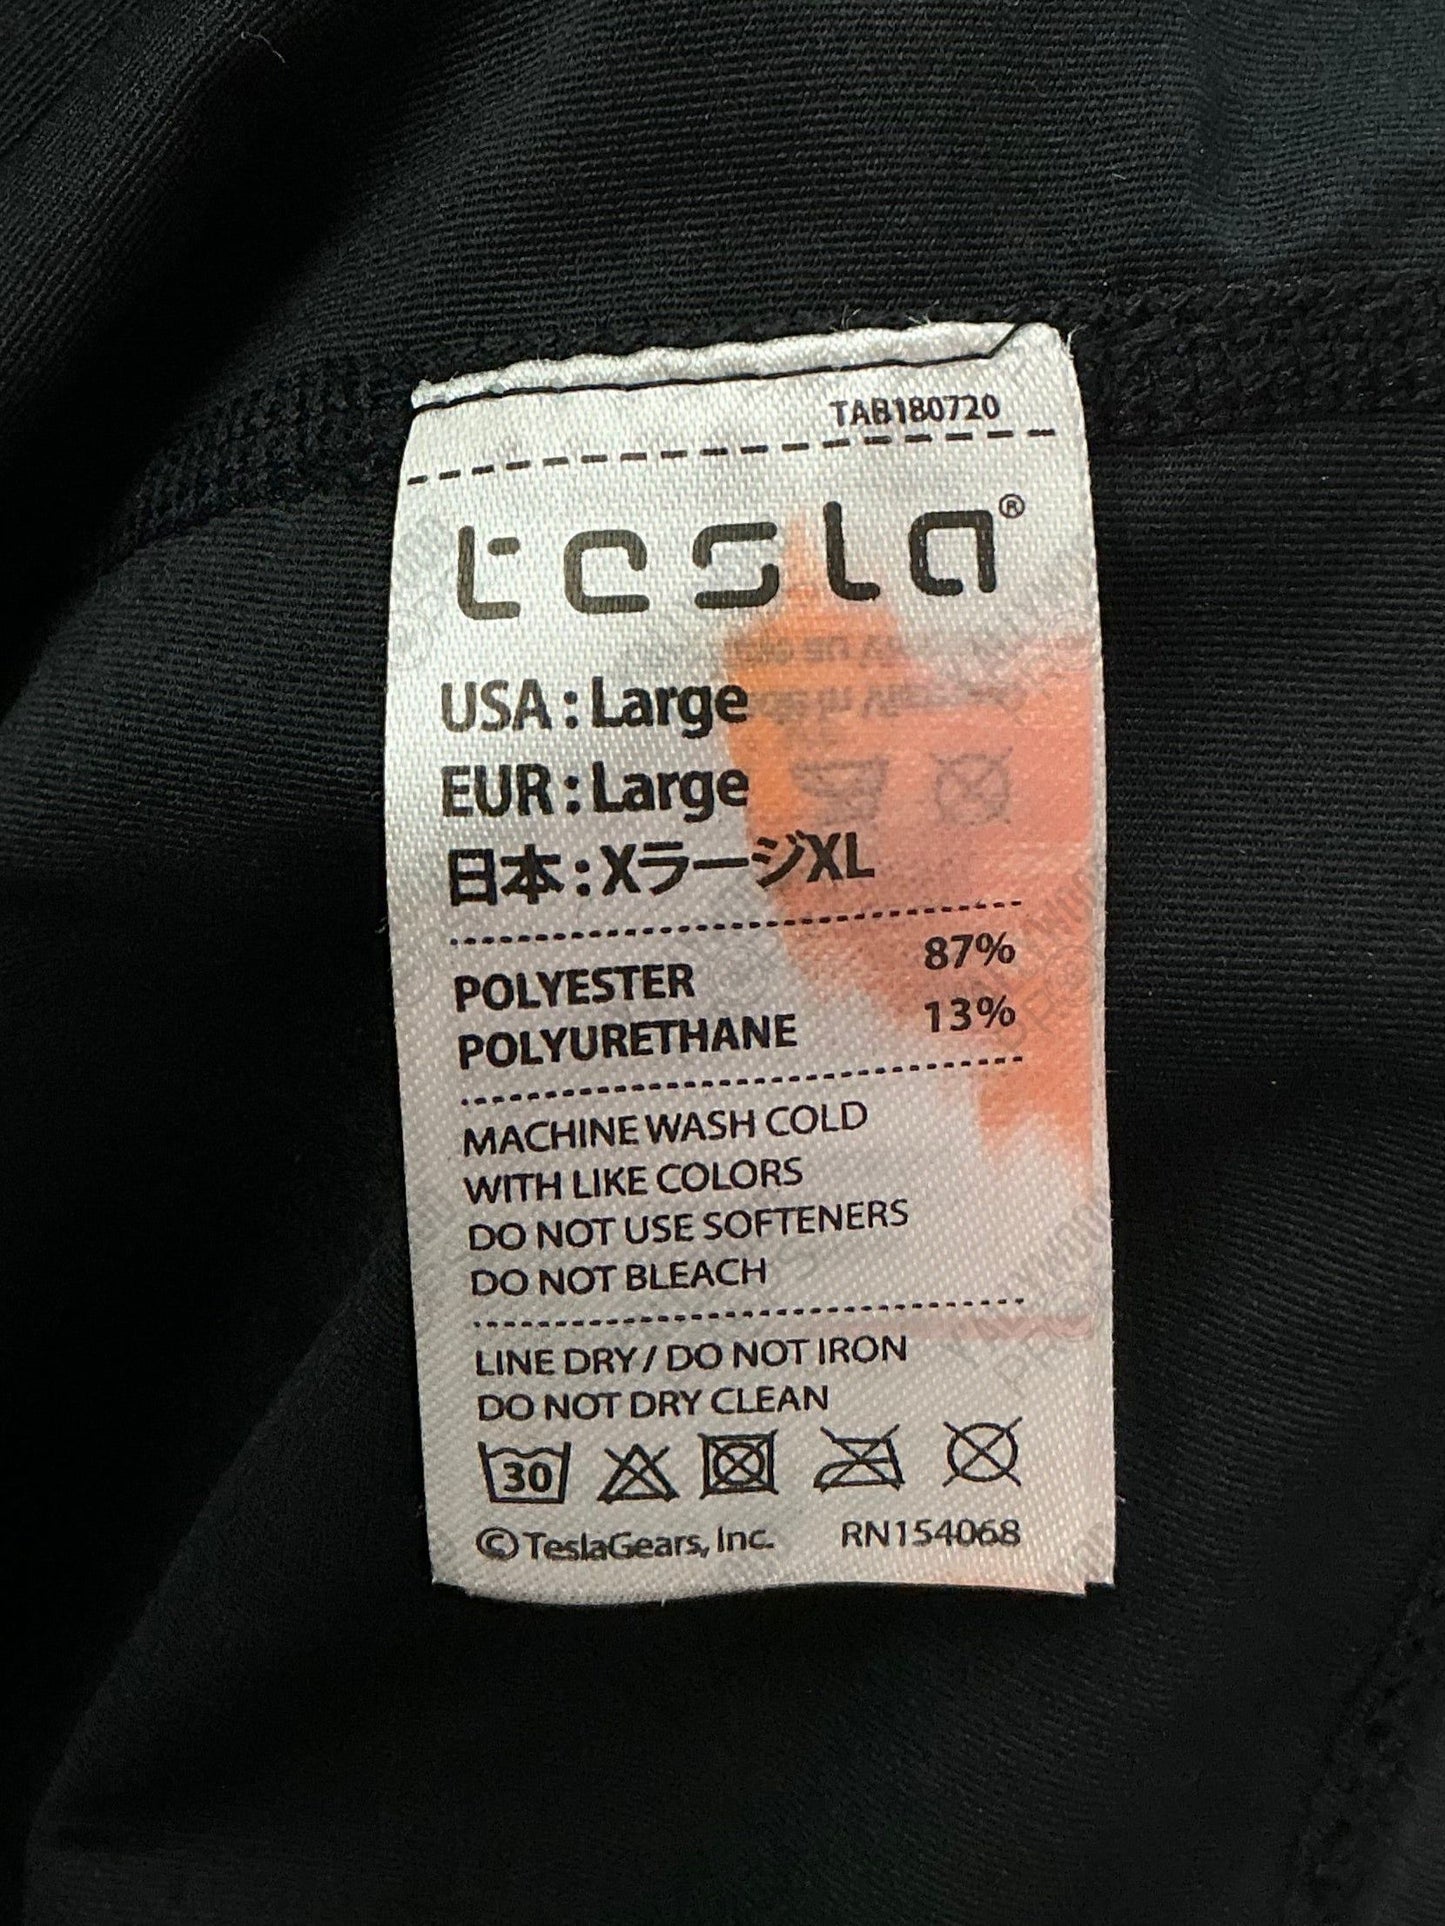 TAB180720
tesla®
USA : Large
EUR : Large
日本 : XラージXL
POLYESTER 87%
POLYURETHANE 13%
MACHINE WASH COLD
WITH LIKE COLORS
DO NOT USE SOFTENERS
DO NOT BLEACH
LINE DRY / DO NOT IRON
DO NOT DRY CLEAN
30
©TeslaGears, Inc. RN154068